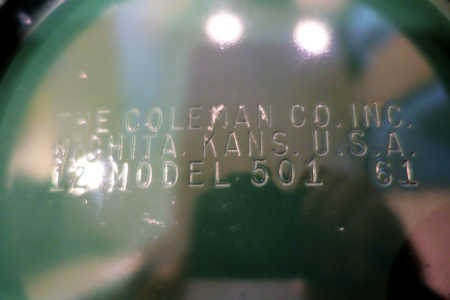 THE COLEMAN CO. INC.
WICHITA, KANS. U.S.A.
12 MODEL 501 61